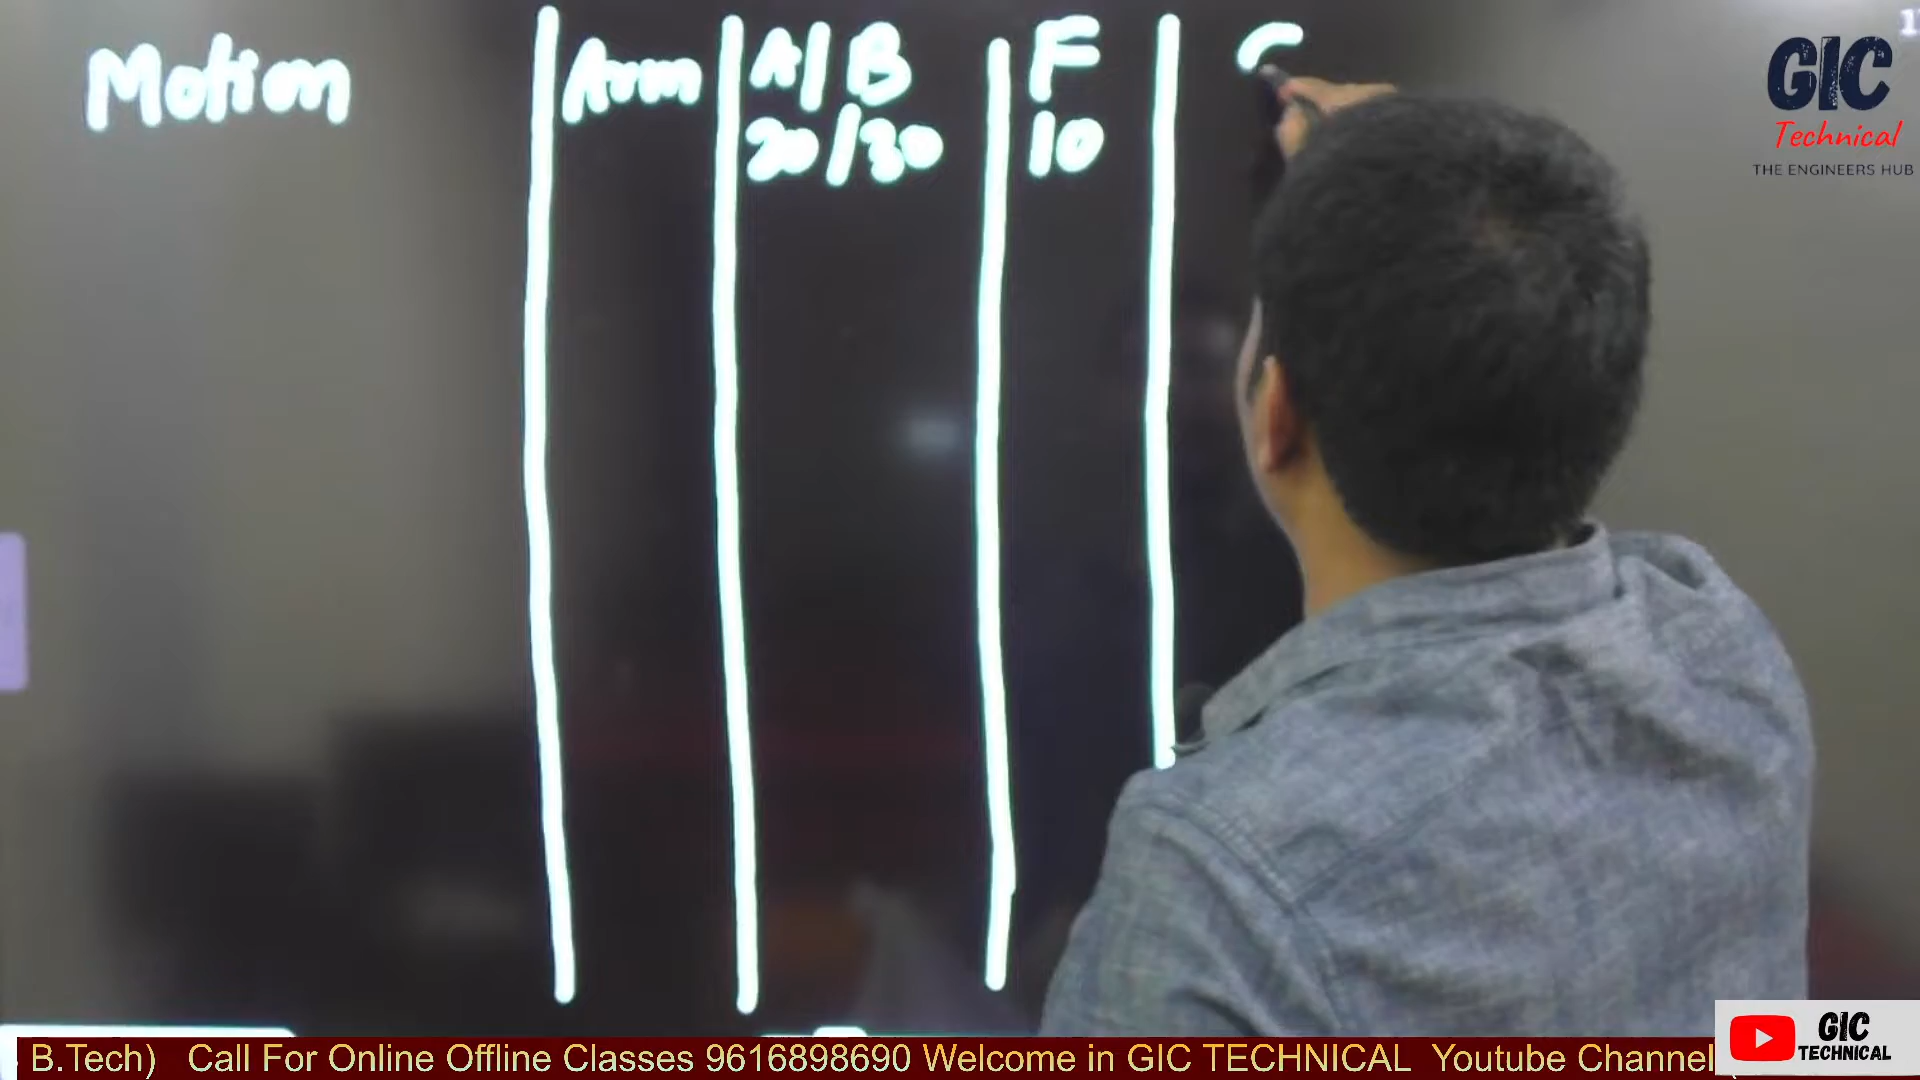 Motion Arm A/B F
20/30 10
GIC
Technical
THE ENGINEERS HUB
B.Tech) Call For Online Offline Classes 9616898690 Welcome in GIC TECHNICAL Youtube Channel
GIC
TECHNICAL